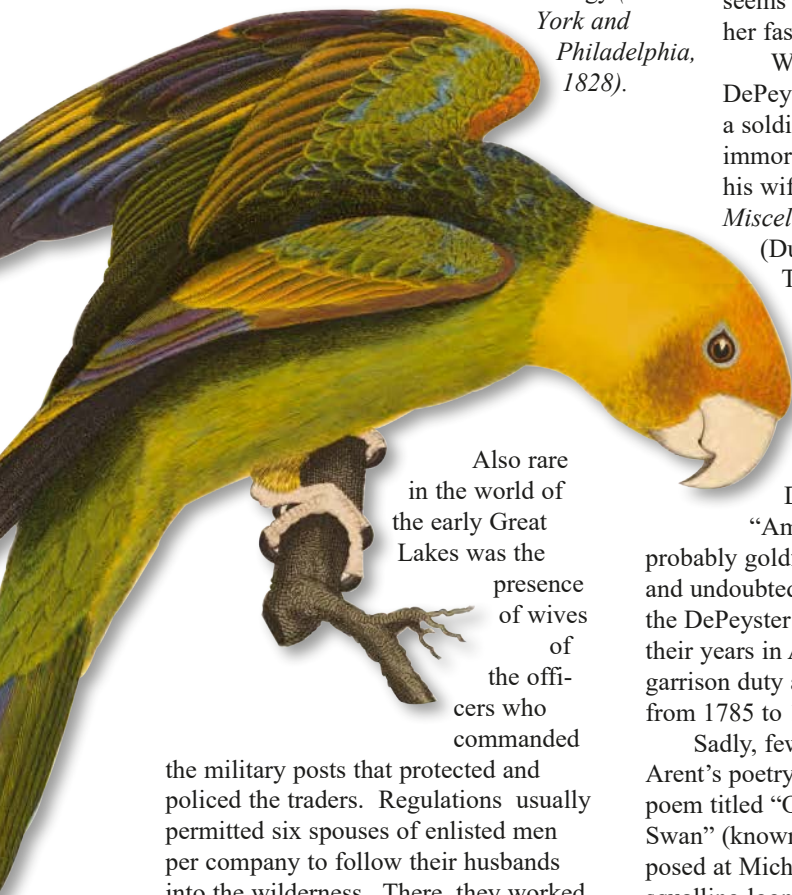 York and
Philadelphia,
1828).
Also rare
in the world of
the early Great
Lakes was the
presence
of wives
of
the offi-
cers who
commanded
the military posts that protected and
policed the traders. Regulations usually
permitted six spouses of enlisted men
per company to follow their husbands
into the wilderness. There, they worked
seems
her fas
W
DePeys
a soldi
immor
his wif
Miscel
(Du
T
D
“Am
probably goldf
and undoubted
the DePeyster
their years in A
garrison duty a
from 1785 to
Sadly, few
Arent’s poetry
poem titled “O
Swan” (known
posed at Mich